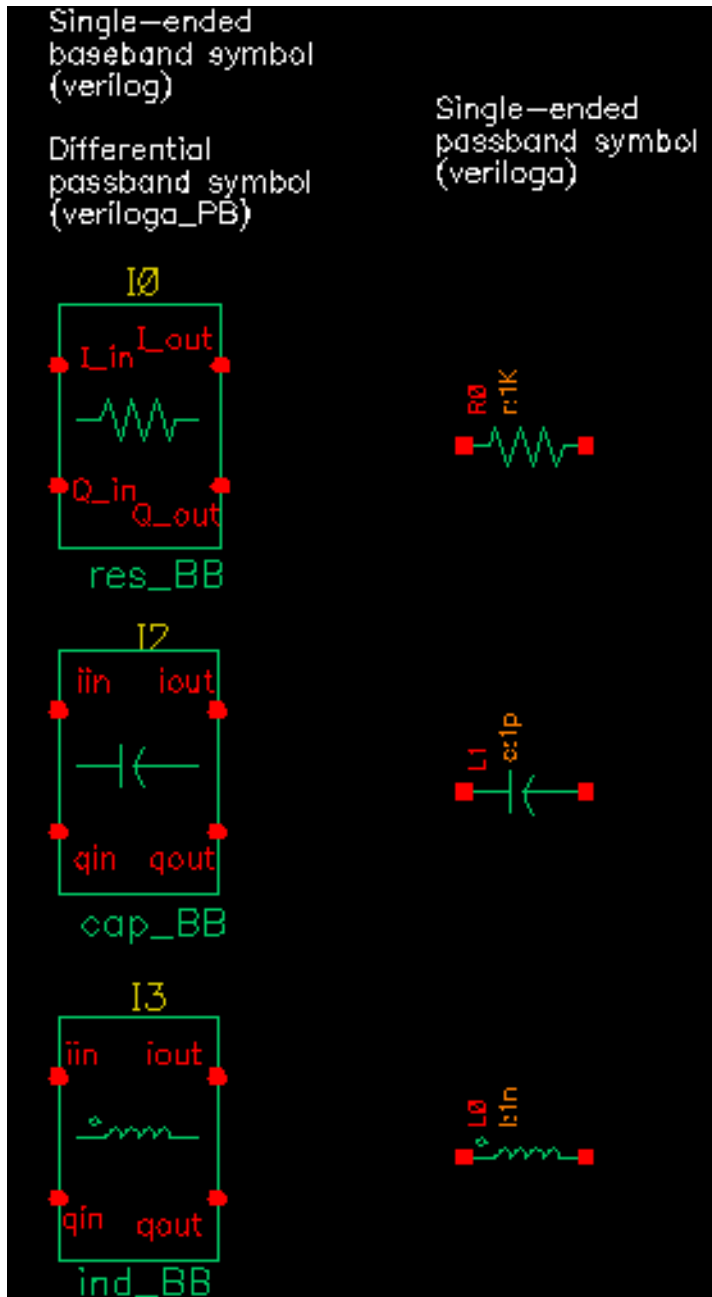 Single-ended
baseband symbol
(verilog)
Differential
passband symbol
(veriloga_PB)
Single-ended
passband symbol
(veriloga)
I0
I_in
I_out
Q_in
Q_out
res_BB
R0
r:1K
I2
iin
iout
qin
qout
cap_BB
L1
c:1p
I3
iin
iout
qin
qout
ind_BB
L0
l:1n